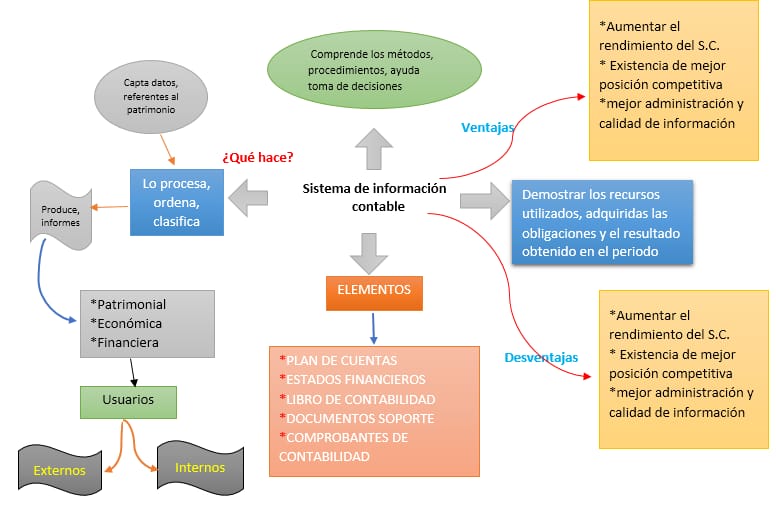 Comprende los métodos,
procedimientos, ayuda
toma de decisiones
*Aumentar el
rendimiento del S.C.
* Existencia de mejor
posición competitiva
*mejor administración y
calidad de información
Capta datos,
referentes al
patrimonio
Ventajas
¿Qué hace?
Lo procesa,
ordena,
clasifica
Sistema de información
contable
Demostrar los recursos
utilizados, adquiridas las
obligaciones y el resultado
obtenido en el periodo
Produce,
informes
ELEMENTOS
*Patrimonial
*Económica
*Financiera
*Aumentar el
rendimiento del S.C.
* Existencia de mejor
posición competitiva
*mejor administración y
calidad de información
Desventajas
*PLAN DE CUENTAS
*ESTADOS FINANCIEROS
*LIBRO DE CONTABILIDAD
*DOCUMENTOS SOPORTE
*COMPROBANTES DE
CONTABILIDAD
Usuarios
Externos
Internos